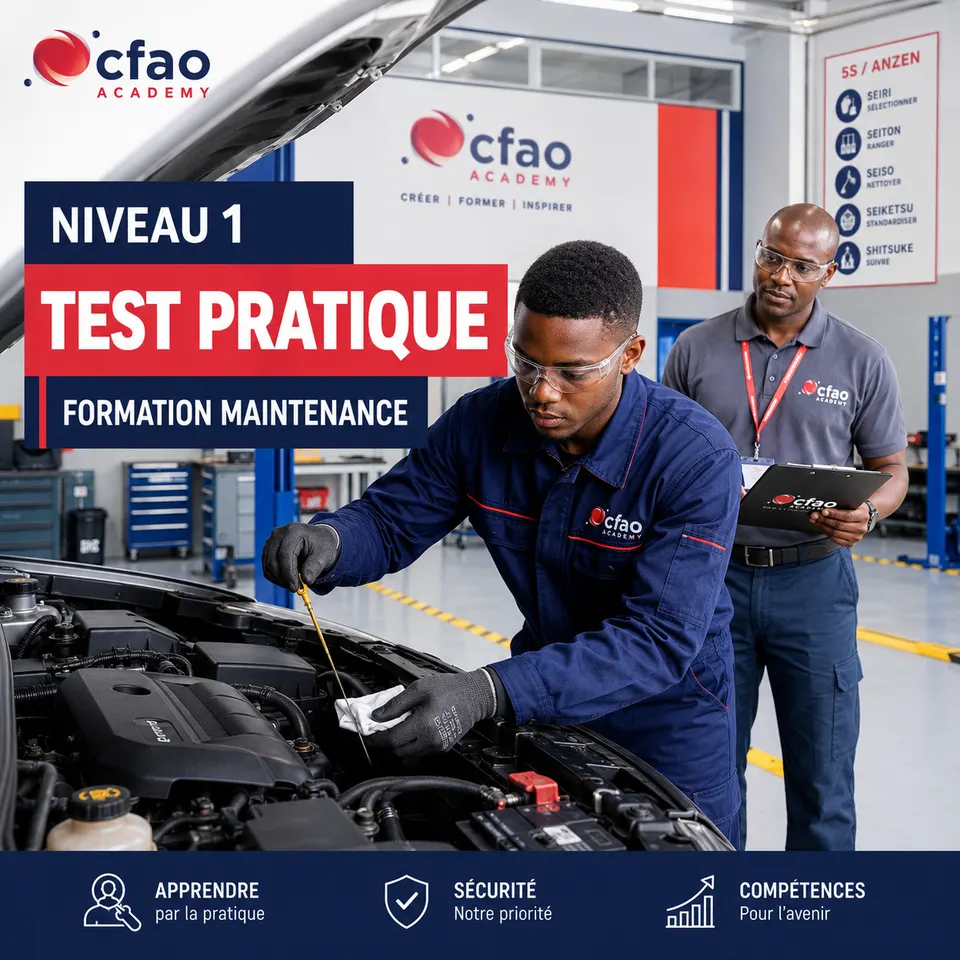 cfao
ACADEMY
cfao
ACADEMY
CRÉER | FORMER | INSPIRER
5S / ANZEN
SEIRI
SÉLECTIONNER
SEITON
RANGER
SEISO
NETTOYER
SEIKETSU
STANDARDISER
SHITSUKE
SUIVRE
NIVEAU 1
TEST PRATIQUE
FORMATION MAINTENANCE
cfao
ACADEMY
cfao
ACADEMY
cfao
APPRENDRE
par la pratique
SÉCURITÉ
Notre priorité
COMPÉTENCES
Pour l'avenir